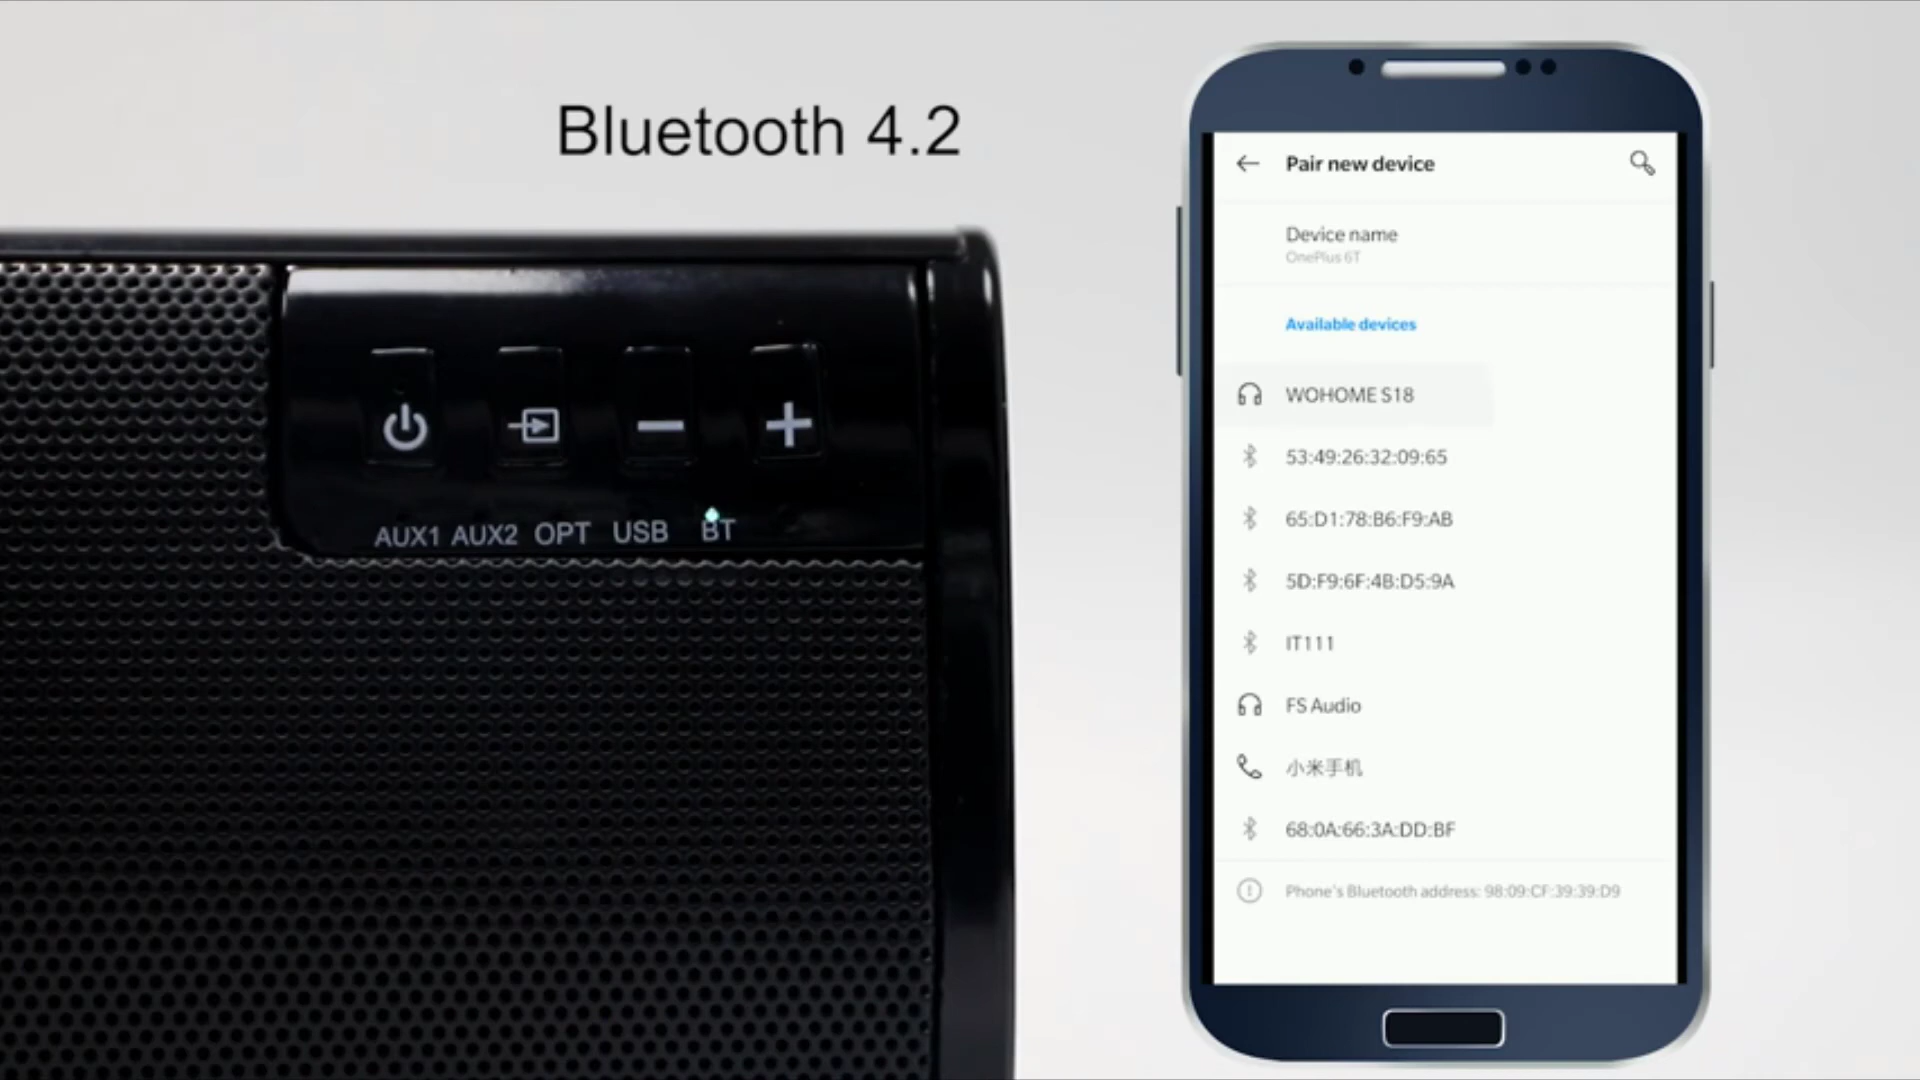 Bluetooth 4.2
AUX1 AUX2 OPT USB BT
Pair new device
Device name
OnePlus 6T
Available devices
WOHOME S18
53:49:26:32:09:65
65:D1:78:B6:F9:AB
5D:F9:6F:4B:D5:9A
IT111
FS Audio
小米手机
68:0A:66:3A:DD:BF
Phone's Bluetooth address: 98:09:CF:39:39:D9